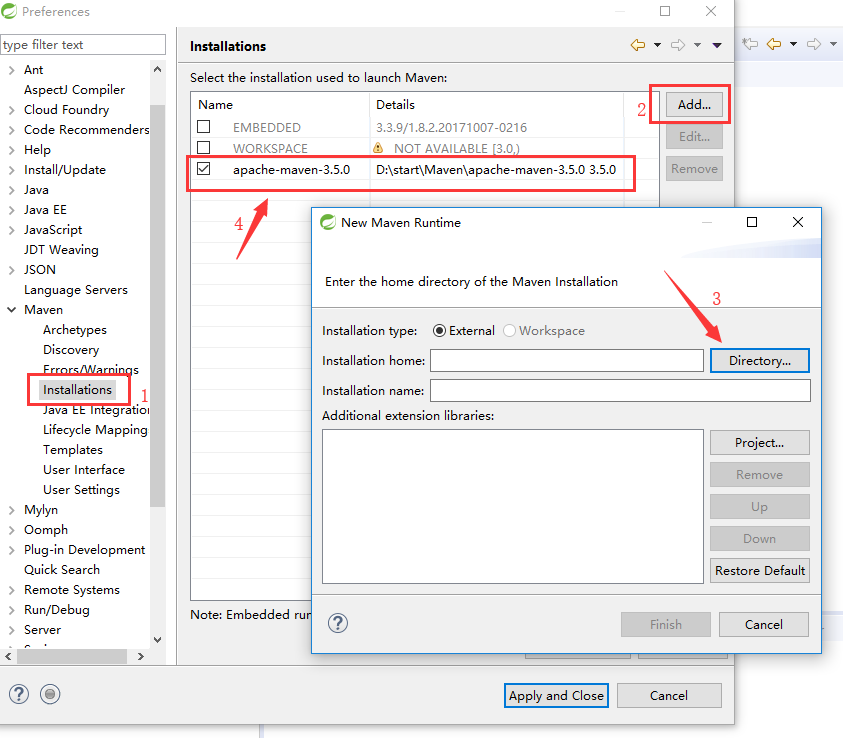 Preferences
type filter text
Ant
AspectJ Compiler
Cloud Foundry
Code Recommenders
Help
Install/Update
Java
Java EE
JavaScript
JDT Weaving
JSON
Language Servers
Maven
Archetypes
Discovery
Errors/Warnings
Installations
1
Java EE Integration
Lifecycle Mapping
Templates
User Interface
User Settings
Mylyn
Oomph
Plug-in Development
Quick Search
Remote Systems
Run/Debug
Server
Installations
Select the installation used to launch Maven:
Name Details
EMBEDDED 3.3.9/1.8.2.20171007-0216
WORKSPACE NOT AVAILABLE [3.0,)
apache-maven-3.5.0 D:\start\Maven\apache-maven-3.5.0 3.5.0
2
Add...
Edit...
Remove
4
Note: Embedded run
New Maven Runtime
Enter the home directory of the Maven Installation
3
Installation type: External Workspace
Installation home: Directory...
Installation name:
Additional extension libraries:
Project...
Remove
Up
Down
Restore Default
Finish Cancel
Apply and Close Cancel